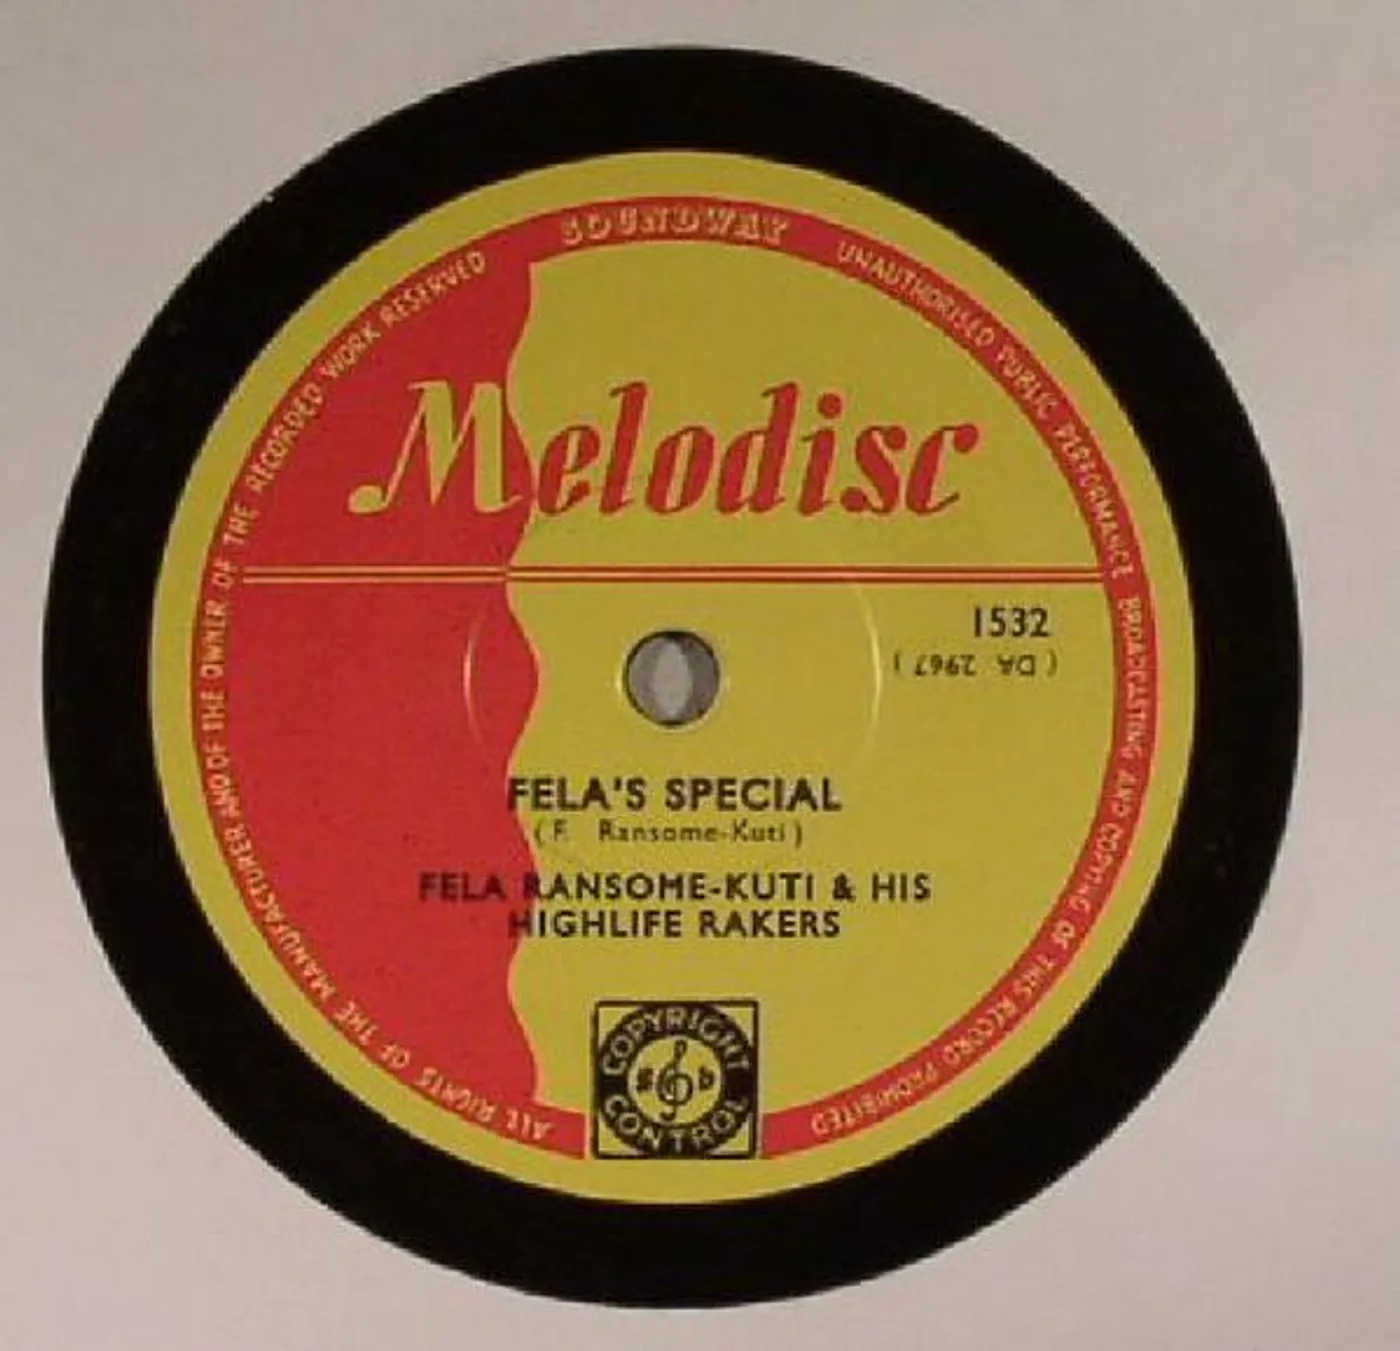 SOUNDWAY
ALL RIGHTS OF THE MANUFACTURER AND OF THE OWNER OF THE RECORDED WORK RESERVED
UNAUTHORISED PUBLIC PERFORMANCE BROADCASTING AND COPYING OF THIS RECORD PROHIBITED
Melodisc
1532
( DA 2967 )
FELA'S SPECIAL
( F. Ransome-Kuti )
FELA RANSOME-KUTI & HIS
HIGHLIFE RAKERS
COPYRIGHT
CONTROL